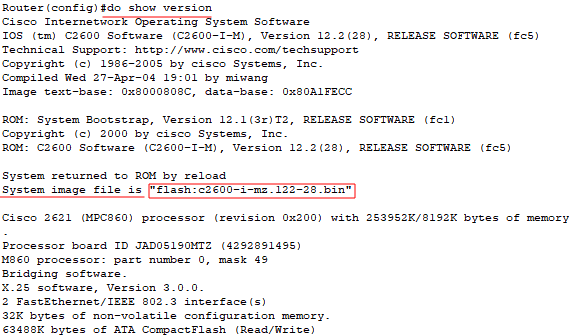 Router(config)#do show version
Cisco Internetwork Operating System Software
IOS (tm) C2600 Software (C2600-I-M), Version 12.2(28), RELEASE SOFTWARE (fc5)
Technical Support: http://www.cisco.com/techsupport
Copyright (c) 1986-2005 by cisco Systems, Inc.
Compiled Wed 27-Apr-04 19:01 by miwang
Image text-base: 0x8000808C, data-base: 0x80A1FECC
ROM: System Bootstrap, Version 12.1(3r)T2, RELEASE SOFTWARE (fc1)
Copyright (c) 2000 by cisco Systems, Inc.
ROM: C2600 Software (C2600-I-M), Version 12.2(28), RELEASE SOFTWARE (fc5)
System returned to ROM by reload
System image file is "flash:c2600-i-mz.122-28.bin"
Cisco 2621 (MPC860) processor (revision 0x200) with 253952K/8192K bytes of memory
.
Processor board ID JAD05190MTZ (4292891495)
M860 processor: part number 0, mask 49
Bridging software.
X.25 software, Version 3.0.0.
2 FastEthernet/IEEE 802.3 interface(s)
32K bytes of non-volatile configuration memory.
63488K bytes of ATA CompactFlash (Read/Write)